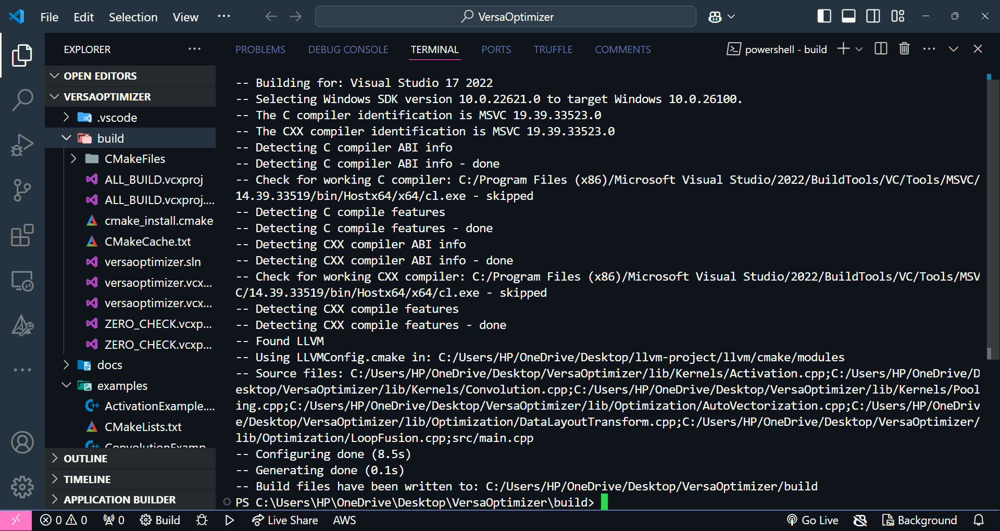 File Edit Selection View ··· VersaOptimizer
EXPLORER ···
OPEN EDITORS
VERSAOPTIMIZER
.vscode
build
CMakeFiles
ALL_BUILD.vcxproj
ALL_BUILD.vcxproj....
cmake_install.cmake
CMakeCache.txt
versaoptimizer.sln
versaoptimizer.vcx...
versaoptimizer.vcx...
ZERO_CHECK.vcxp...
ZERO_CHECK.vcxp...
docs
examples
ActivationExample....
CMakeLists.txt
ConvolutionExamp
OUTLINE
TIMELINE
APPLICATION BUILDER
PROBLEMS DEBUG CONSOLE TERMINAL PORTS TRUFFLE COMMENTS powershell - build
-- Building for: Visual Studio 17 2022
-- Selecting Windows SDK version 10.0.22621.0 to target Windows 10.0.26100.
-- The C compiler identification is MSVC 19.39.33523.0
-- The CXX compiler identification is MSVC 19.39.33523.0
-- Detecting C compiler ABI info
-- Detecting C compiler ABI info - done
-- Check for working C compiler: C:/Program Files (x86)/Microsoft Visual Studio/2022/BuildTools/VC/Tools/MSVC/
14.39.33519/bin/Hostx64/x64/cl.exe - skipped
-- Detecting C compile features
-- Detecting C compile features - done
-- Detecting CXX compiler ABI info
-- Detecting CXX compiler ABI info - done
-- Check for working CXX compiler: C:/Program Files (x86)/Microsoft Visual Studio/2022/BuildTools/VC/Tools/MSV
C/14.39.33519/bin/Hostx64/x64/cl.exe - skipped
-- Detecting CXX compile features
-- Detecting CXX compile features - done
-- Found LLVM
-- Using LLVMConfig.cmake in: C:/Users/HP/OneDrive/Desktop/llvm-project/llvm/cmake/modules
-- Source files: C:/Users/HP/OneDrive/Desktop/VersaOptimizer/lib/Kernels/Activation.cpp;C:/Users/HP/OneDrive/D
esktop/VersaOptimizer/lib/Kernels/Convolution.cpp;C:/Users/HP/OneDrive/Desktop/VersaOptimizer/lib/Kernels/Pool
ing.cpp;C:/Users/HP/OneDrive/Desktop/VersaOptimizer/lib/Optimization/AutoVectorization.cpp;C:/Users/HP/OneDriv
e/Desktop/VersaOptimizer/lib/Optimization/DataLayoutTransform.cpp;C:/Users/HP/OneDrive/Desktop/VersaOptimizer/
lib/Optimization/LoopFusion.cpp;src/main.cpp
-- Configuring done (8.5s)
-- Generating done (0.1s)
-- Build files have been written to: C:/Users/HP/OneDrive/Desktop/VersaOptimizer/build
PS C:\Users\HP\OneDrive\Desktop\VersaOptimizer\build>
0 0 0 Build Live Share AWS Go Live Background